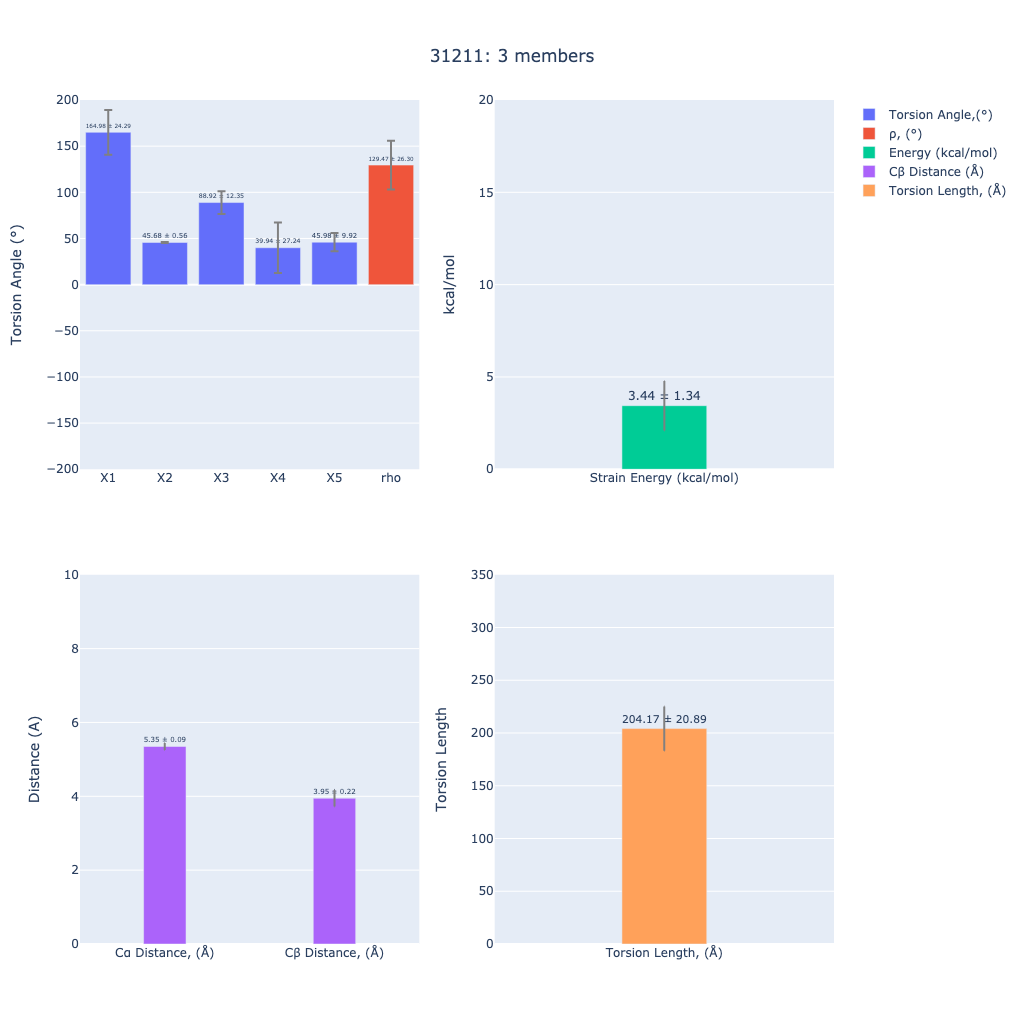 31211: 3 members
Torsion Angle (°)
200
150
100
50
0
−50
−100
−150
−200
164.98 ± 24.29
45.68 ± 0.56
88.92 ± 12.35
39.94 ± 27.24
45.98 ± 9.92
129.47 ± 26.30
X1 X2 X3 X4 X5 rho
kcal/mol
20
15
10
5
0
3.44 ± 1.34
Strain Energy (kcal/mol)
Torsion Angle,(°)
ρ, (°)
Energy (kcal/mol)
Cβ Distance (Å)
Torsion Length, (Å)
Distance (A)
10
8
6
4
2
0
5.35 ± 0.09
3.95 ± 0.22
Cα Distance, (Å) Cβ Distance, (Å)
Torsion Length
350
300
250
200
150
100
50
0
204.17 ± 20.89
Torsion Length, (Å)